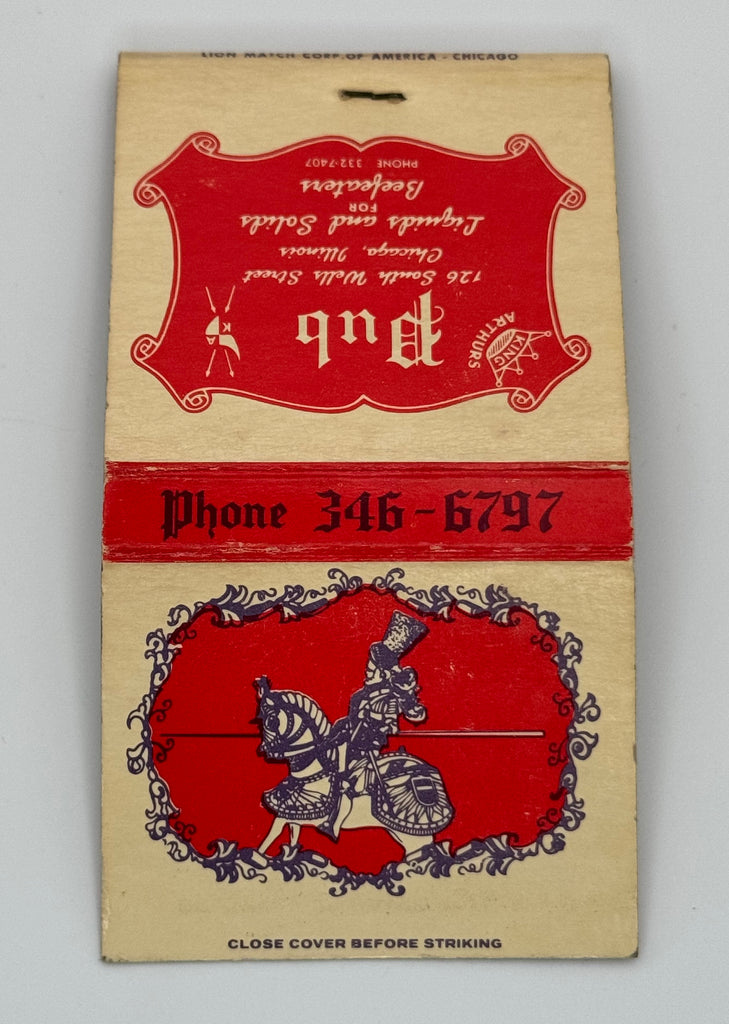 LION MATCH CORP. OF AMERICA - CHICAGO
KING
ARTHURS
Pub
126 South Wells Street
Chicago, Illinois
Liquids and Solids
FOR
Beefeaters
PHONE 332-7407
K
A
Phone 346-6797
CLOSE COVER BEFORE STRIKING